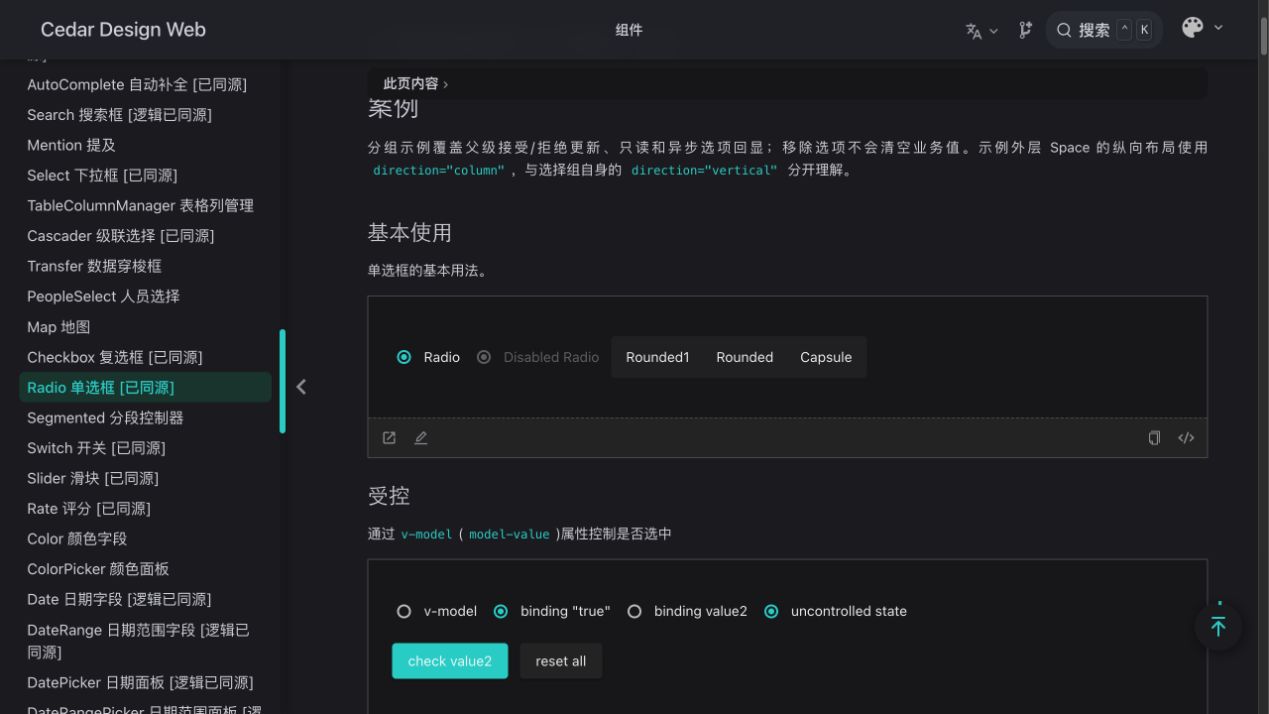 Cedar Design Web
组件
搜索 ^ K
AutoComplete 自动补全 [已同源]
Search 搜索框 [逻辑已同源]
Mention 提及
Select 下拉框 [已同源]
TableColumnManager 表格列管理
Cascader 级联选择 [已同源]
Transfer 数据穿梭框
PeopleSelect 人员选择
Map 地图
Checkbox 复选框 [已同源]
Radio 单选框 [已同源]
Segmented 分段控制器
Switch 开关 [已同源]
Slider 滑块 [已同源]
Rate 评分 [已同源]
Color 颜色字段
ColorPicker 颜色面板
Date 日期字段 [逻辑已同源]
DateRange 日期范围字段 [逻辑已
同源]
DatePicker 日期面板 [逻辑已同源]
DateRangePicker 日期范围面板 [逻
此页内容 ›
案例
分组示例覆盖父级接受/拒绝更新、只读和异步选项回显；移除选项不会清空业务值。示例外层 Space 的纵向布局使用
direction="column" ，与选择组自身的 direction="vertical" 分开理解。
基本使用
单选框的基本用法。
Radio Disabled Radio Rounded1 Rounded Capsule
受控
通过 v-model ( model-value )属性控制是否选中
v-model binding "true" binding value2 uncontrolled state
check value2 reset all